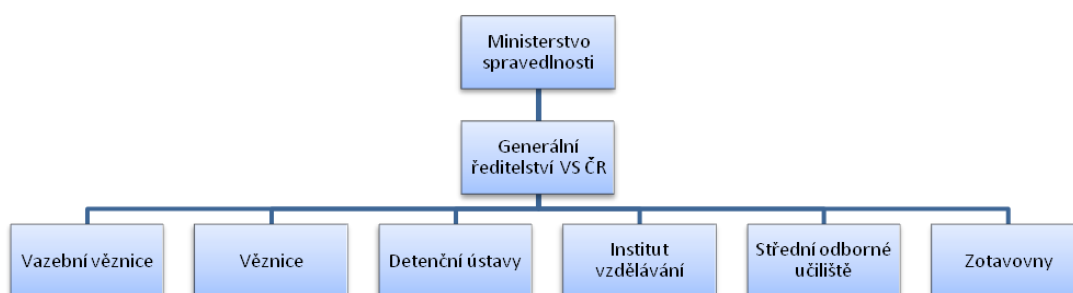 Ministerstvo
spravedlnosti
Generální
ředitelství VS ČR
Vazební věznice
Věznice
Detenční ústavy
Institut
vzdělávání
Střední odborné
učiliště
Zotavovny